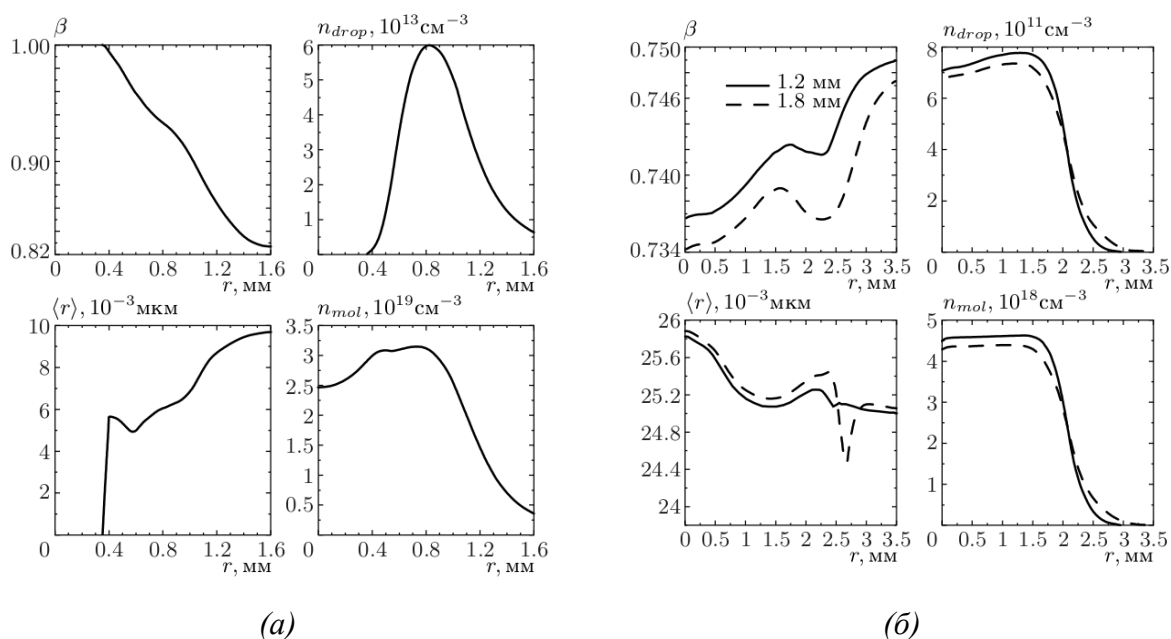 β
1.00
0.90
0.82
0 0.4 0.8 1.2 1.6
r, мм
n_drop, 10^13 см^−3
6
5
4
3
2
1
0 0.4 0.8 1.2 1.6
r, мм
⟨r⟩, 10^−3 мкм
10
8
6
4
2
0 0.4 0.8 1.2 1.6
r, мм
n_mol, 10^19 см^−3
3.5
3.0
2.5
2.0
1.5
0.5
0 0.4 0.8 1.2 1.6
r, мм
(а)
β
0.750
0.746
0.740
0.734
1.2 мм
1.8 мм
0 0.5 1 1.5 2 2.5 3 3.5
r, мм
n_drop, 10^11 см^−3
8
6
4
2
0 0.5 1 1.5 2 2.5 3 3.5
r, мм
⟨r⟩, 10^−3 мкм
26
25.6
25.2
24.8
24.4
24
0 0.5 1 1.5 2 2.5 3 3.5
r, мм
n_mol, 10^18 см^−3
5
4
3
2
1
0 0.5 1 1.5 2 2.5 3 3.5
r, мм
(б)